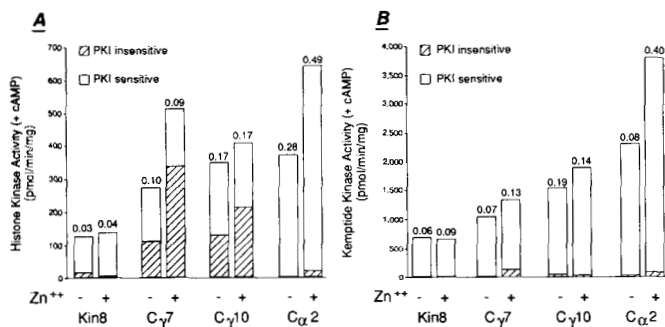 A
B
PKI insensitive
PKI sensitive
PKI insensitive
PKI sensitive
Histone Kinase Activity (+ cAMP)
(pmol/min/mg)
Kemptide Kinase Activity (+ cAMP)
(pmol/min/mg)
700
600
500
400
300
200
100
0
4,000
3,500
3,000
2,500
2,000
1,500
1,000
500
0
0.03 0.04 0.10 0.09 0.17 0.17 0.28 0.49
0.06 0.09 0.07 0.13 0.19 0.14 0.08 0.40
Zn++ - + - + - + - +
Kin8 Cγ7 Cγ10 Cα2
Zn++ - + - + - + - +
Kin8 Cγ7 Cγ10 Cα2